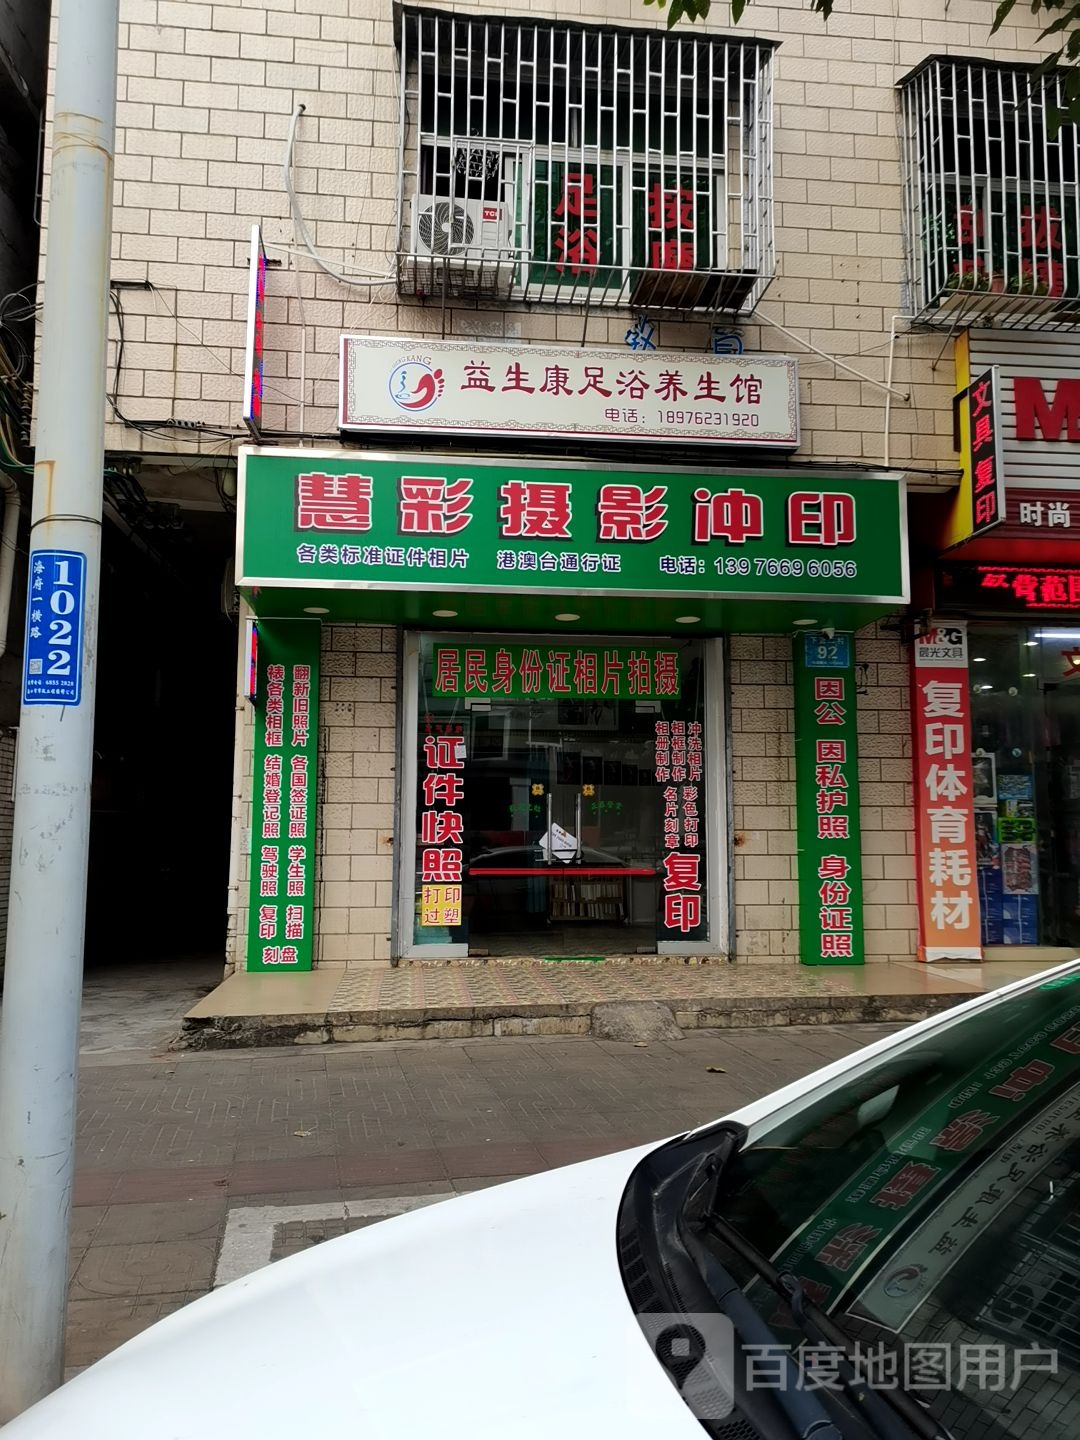 足浴
按摩
TCL
益生康足浴养生馆
电话：18976231920
慧彩摄影冲印
各类标准证件相片 港澳台通行证 电话：13976696056
文具复印
时尚
M&G
晨光文具
复印体育耗材
1022
海府一横路
92
居民身份证相片拍摄
翻新旧照片 各国签证照 学生照 扫描
裱各类相框 结婚登记照 驾驶照 复印 刻盘
证件快照
打印
过塑
冲洗相片 彩色打印
相框制作 名片刻章
相册制作
复印
因公 因私护照 身份证照
百度地图用户